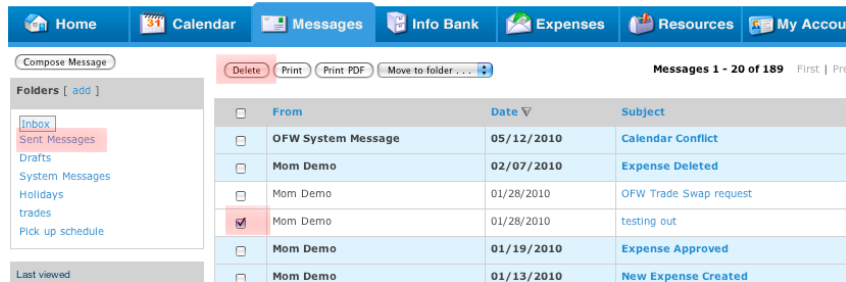 Home Calendar Messages Info Bank Expenses Resources My Accou
Compose Message
Delete Print Print PDF Move to folder . . . Messages 1 - 20 of 189 First | Pre
Folders [ add ]
Inbox
Sent Messages
Drafts
System Messages
Holidays
trades
Pick up schedule
Last viewed
From Date Subject
OFW System Message 05/12/2010 Calendar Conflict
Mom Demo 02/07/2010 Expense Deleted
Mom Demo 01/28/2010 OFW Trade Swap request
Mom Demo 01/28/2010 testing out
Mom Demo 01/19/2010 Expense Approved
Mom Demo 01/13/2010 New Expense Created